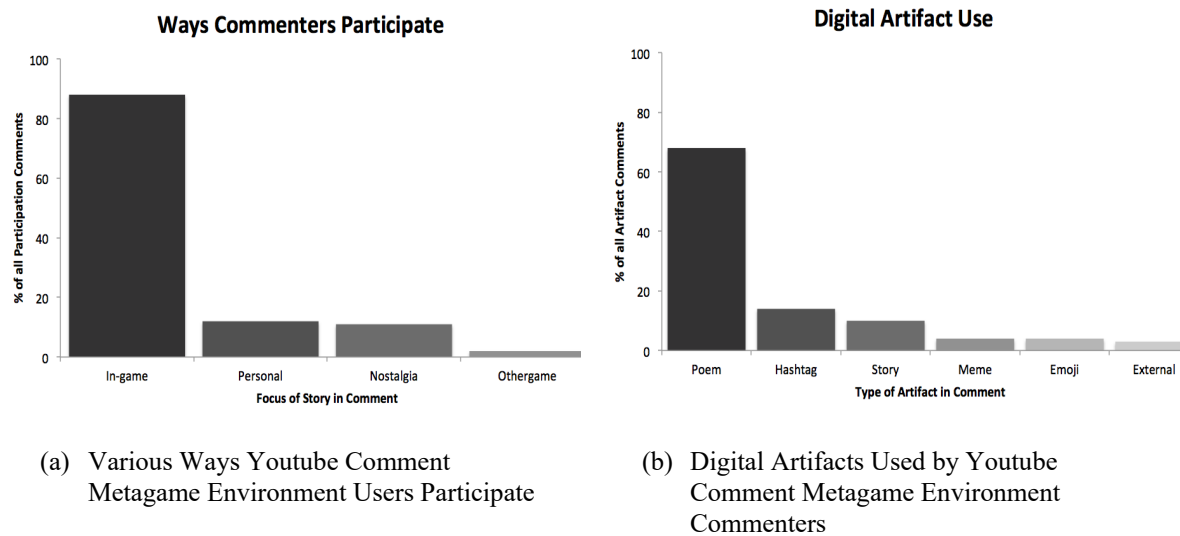 Ways Commenters Participate
% of all Participation Comments
100
80
60
40
20
0
In-game Personal Nostalgia Othergame
Focus of Story in Comment
(a) Various Ways Youtube Comment
Metagame Environment Users Participate
Digital Artifact Use
% of all Artifact Comments
100
80
60
40
20
0
Poem Hashtag Story Meme Emoji External
Type of Artifact in Comment
(b) Digital Artifacts Used by Youtube
Comment Metagame Environment
Commenters